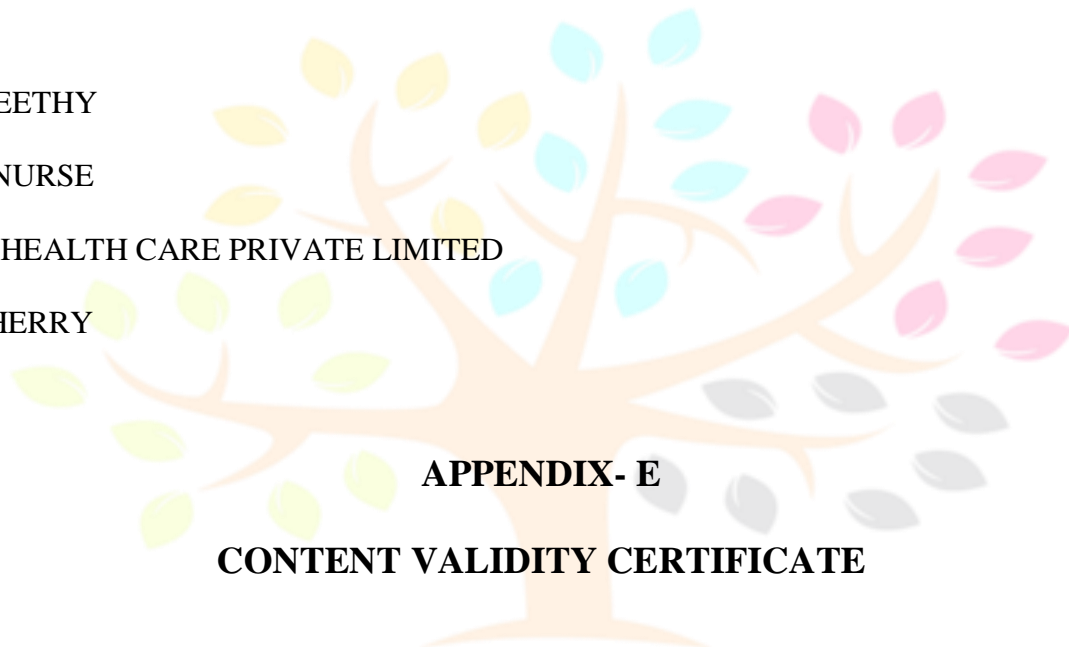 EETHY
NURSE
HEALTH CARE PRIVATE LIMITED
HERRY
APPENDIX- E
CONTENT VALIDITY CERTIFICATE